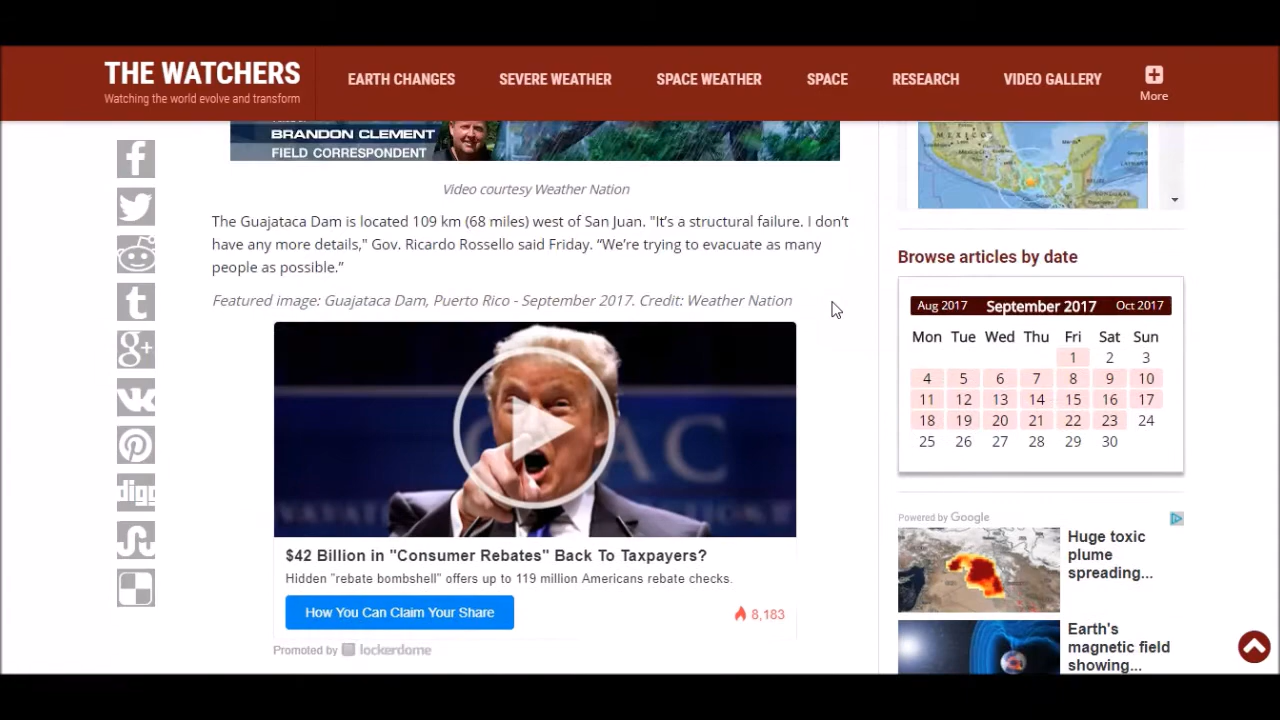 THE WATCHERS
Watching the world evolve and transform
EARTH CHANGES
SEVERE WEATHER
SPACE WEATHER
SPACE
RESEARCH
VIDEO GALLERY
More
BRANDON CLEMENT
FIELD CORRESPONDENT
Video courtesy Weather Nation
The Guajataca Dam is located 109 km (68 miles) west of San Juan. "It's a structural failure. I don't
have any more details," Gov. Ricardo Rossello said Friday. “We're trying to evacuate as many
people as possible.”
Featured image: Guajataca Dam, Puerto Rico - September 2017. Credit: Weather Nation
$42 Billion in "Consumer Rebates" Back To Taxpayers?
Hidden "rebate bombshell" offers up to 119 million Americans rebate checks.
How You Can Claim Your Share
8,183
Promoted by lockerdome
MEXICO
Browse articles by date
Aug 2017 September 2017 Oct 2017
Mon Tue Wed Thu Fri Sat Sun
1 2 3
4 5 6 7 8 9 10
11 12 13 14 15 16 17
18 19 20 21 22 23 24
25 26 27 28 29 30
Powered by Google
Huge toxic
plume
spreading...
Earth's
magnetic field
showing...